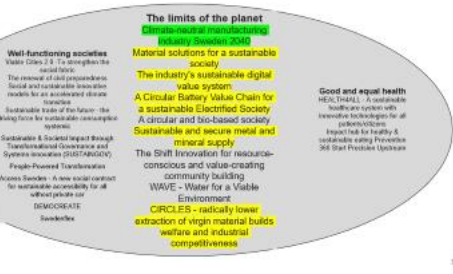 The limits of the planet
Climate-neutral manufacturing
Industry Sweden 2040
Material solutions for a sustainable
society
The industry's sustainable digital
value system
A Circular Battery Value Chain for
a sustainable Electrified Society
A circular and bio-based society
Sustainable and secure metal and
mineral supply
The Shift Innovation for resource-
conscious and value-creating
community building
WAVE - Water for a Viable
Environment
CIRCLES - radically lower
extraction of virgin material builds
welfare and industrial
competitiveness
Well-functioning societies
Viable Cities 2.0 To strengthen the
social fabric
The renewal of civil preparedness
Social and sustainable innovative
models for an accelerated climate
transition
Sustainable trade of the future - the
driving force for sustainable consumption
systems
Sustainable & Societal Impact through
Transformational Governance and
Systems Innovation (SUSTAINGOV)
People-Powered Transformation
Access Sweden - A new social contract
for sustainable accessibility for all
without private car
DEMOCREATE
Swedenflex
Good and equal health
HEALTH4ALL - A sustainable
healthcare system with
innovative technologies for all
patients/citizens
Impact hub for healthy &
sustainable eating Prevention
360 Start Precision Upstream